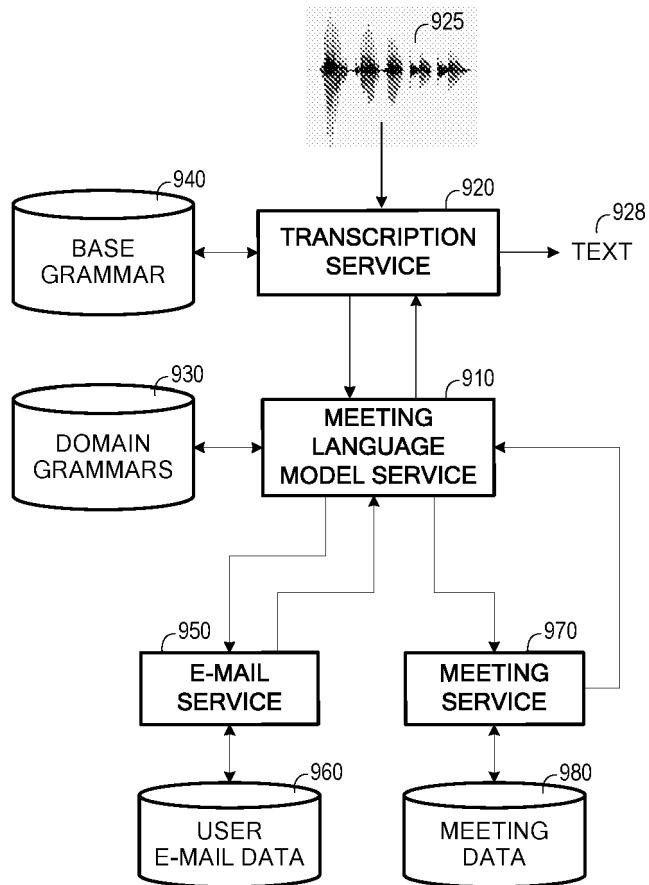 925
940
920
928
BASE
GRAMMAR
TRANSCRIPTION
SERVICE
TEXT
930
910
DOMAIN
GRAMMARS
MEETING
LANGUAGE
MODEL SERVICE
950
970
E-MAIL
SERVICE
MEETING
SERVICE
960
980
USER
E-MAIL DATA
MEETING
DATA